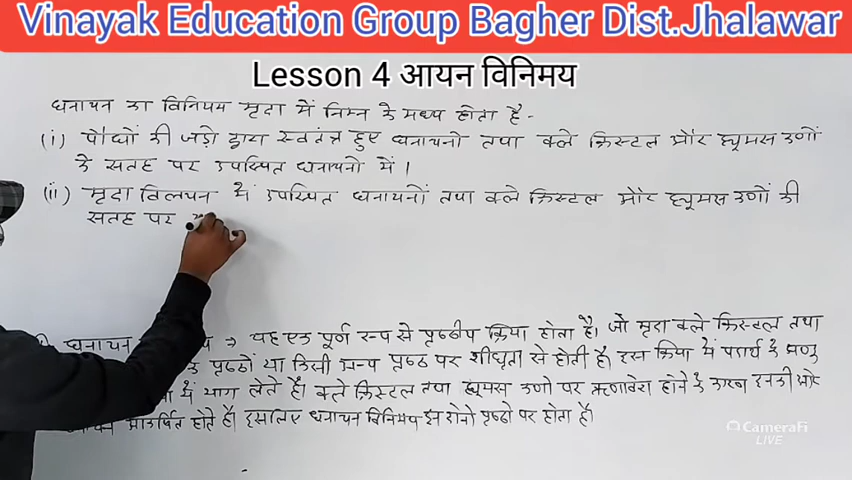 Vinayak Education Group Bagher Dist.Jhalawar
Lesson 4 आयन विनिमय
धनायन का विनिमय मृदा में निम्न के मध्य होता है -
(i) पौधों की जड़ो द्वारा स्वतंत्र हुए धनायनो तथा क्ले क्रिस्टल और ह्यूमस कणों
के सतह पर उपस्थित धनायनो में।
(ii) मृदा विलयन में उपस्थित धनायनों तथा क्ले क्रिस्टल और ह्यूमस कणों की
सतह पर
धनायन → यह एक पूर्ण रूप से पृष्ठीय क्रिया होता है। जो मृदा क्ले क्रिस्टल तथा
पृष्ठों या किसी अन्य पृष्ठ पर शीघ्रता से होती है। इस क्रिया में पदार्थ के अणु
में भाग लेते है। क्ले क्रिस्टल तथा ह्यूमस कणो पर ऋणावेश होने के कारण इनकी ओर
आकर्षित होते है। इसलिए धनायन विनिमय इन दोनो पृष्ठो पर होता है।
CameraFi
LIVE